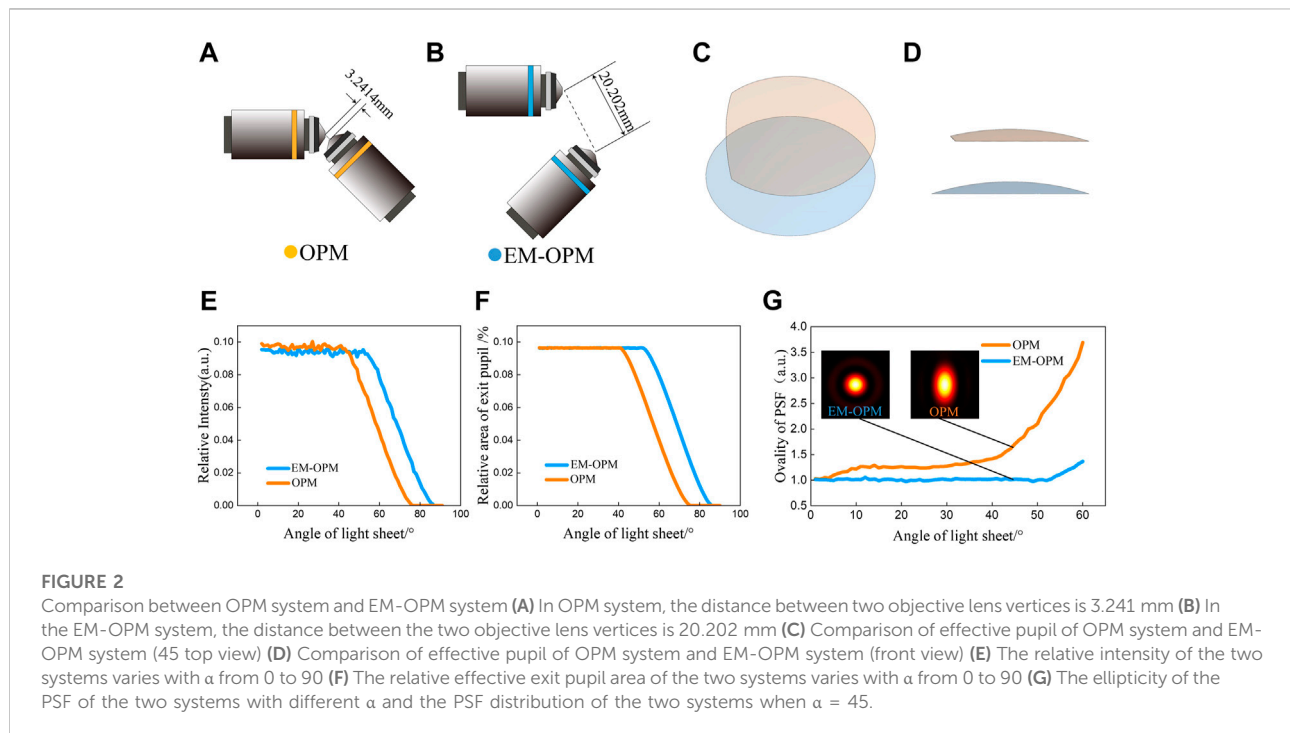 A
3.2414mm
OPM
B
20.202mm
EM-OPM
C
D
E
Relative Intensty(a.u.)
0.10
0.08
0.06
0.04
0.02
0.00
EM-OPM
OPM
0 20 40 60 80 100
Angle of light sheet/°
F
Relative area of exit pupil /%
0.10
0.08
0.06
0.04
0.02
0.00
EM-OPM
OPM
0 20 40 60 80 100
Angle of light sheet/°
G
Ovality of PSF (a.u.)
4.0
3.5
3.0
2.5
2.0
1.5
1.0
0.5
OPM
EM-OPM
EM-OPM
OPM
0 10 20 30 40 50 60
Angle of light sheet/°
FIGURE 2
Comparison between OPM system and EM-OPM system (A) In OPM system, the distance between two objective lens vertices is 3.241 mm (B) In
the EM-OPM system, the distance between the two objective lens vertices is 20.202 mm (C) Comparison of effective pupil of OPM system and EM-
OPM system (45 top view) (D) Comparison of effective pupil of OPM system and EM-OPM system (front view) (E) The relative intensity of the two
systems varies with α from 0 to 90 (F) The relative effective exit pupil area of the two systems varies with α from 0 to 90 (G) The ellipticity of the
PSF of the two systems with different α and the PSF distribution of the two systems when α = 45.